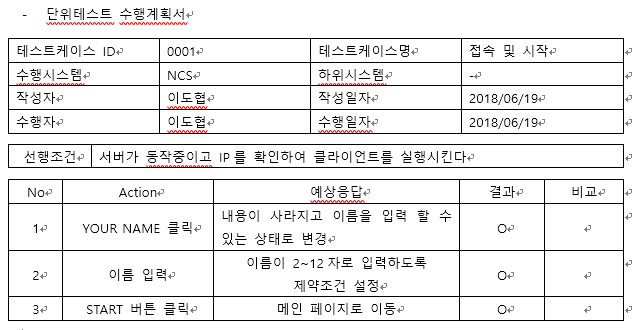 - 단위테스트 수행계획서
테스트케이스 ID 0001 테스트케이스명 접속 및 시작
수행시스템 NCS 하위시스템 -
작성자 이도협 작성일자 2018/06/19
수행자 이도협 수행일자 2018/06/19
선행조건 서버가 동작중이고 IP를 확인하여 클라이언트를 실행시킨다
No Action 예상응답 결과 비교
1 YOUR NAME 클릭 내용이 사라지고 이름을 입력 할 수
있는 상태로 변경 O
2 이름 입력 이름이 2~12자로 입력하도록
제약조건 설정 O
3 START 버튼 클릭 메인 페이지로 이동 O